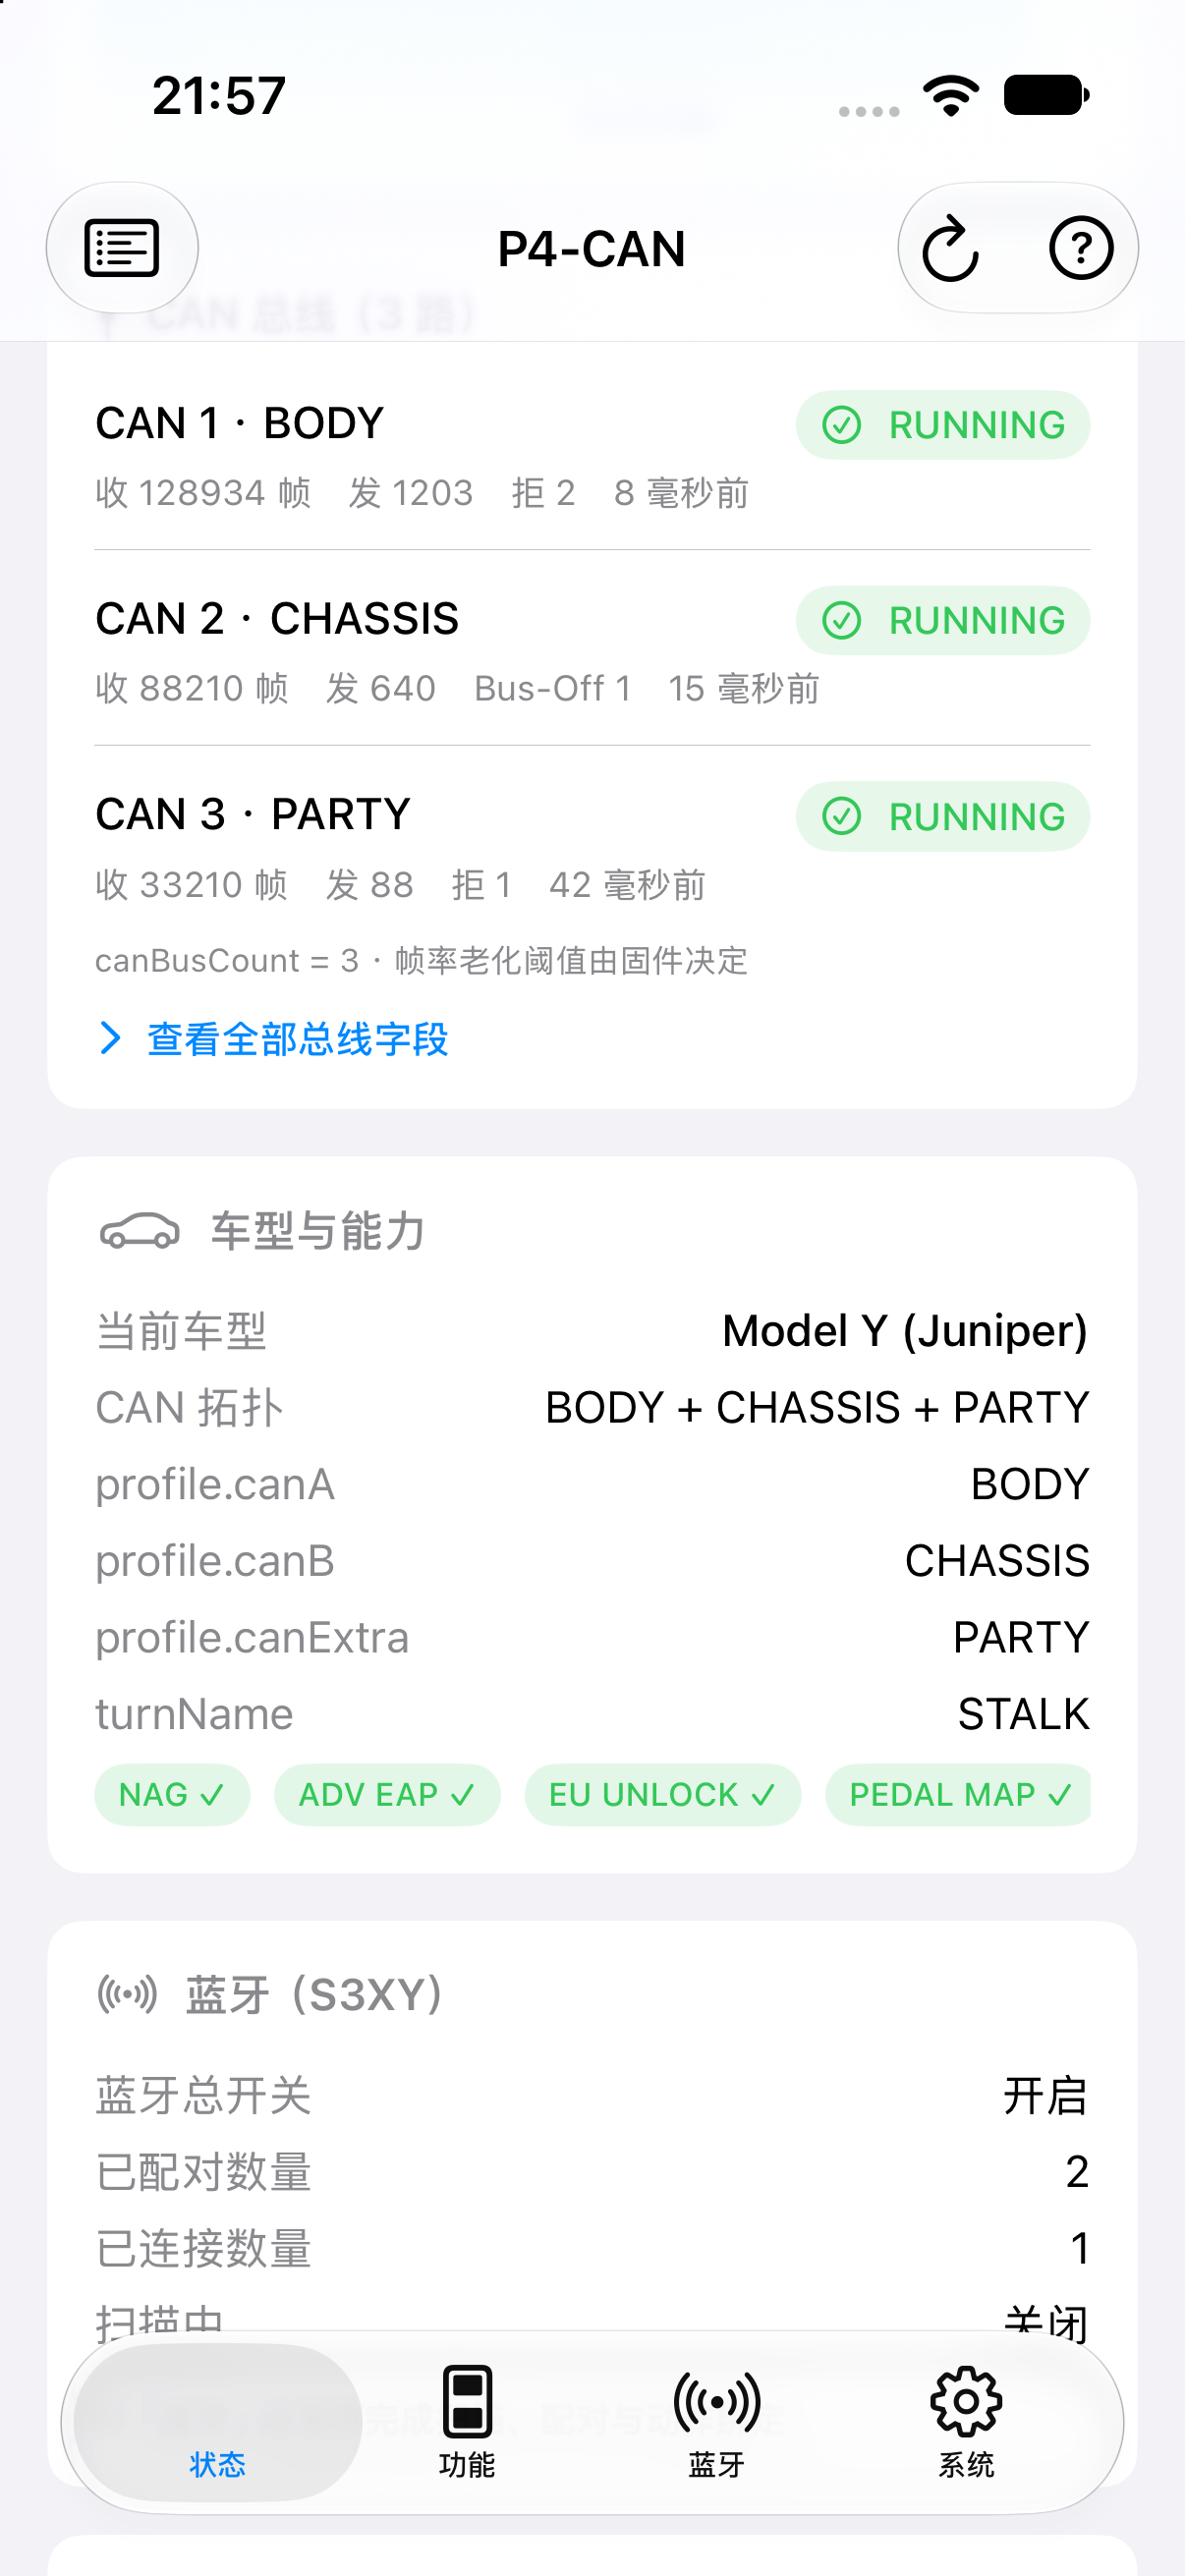 21:57
P4-CAN
CAN 总线（3 路）
CAN 1 · BODY
RUNNING
收 128934 帧 发 1203 拒 2 8 毫秒前
CAN 2 · CHASSIS
RUNNING
收 88210 帧 发 640 Bus-Off 1 15 毫秒前
CAN 3 · PARTY
RUNNING
收 33210 帧 发 88 拒 1 42 毫秒前
canBusCount = 3 · 帧率老化阈值由固件决定
查看全部总线字段
车型与能力
当前车型 Model Y (Juniper)
CAN 拓扑 BODY + CHASSIS + PARTY
profile.canA BODY
profile.canB CHASSIS
profile.canExtra PARTY
turnName STALK
NAG ✓ ADV EAP ✓ EU UNLOCK ✓ PEDAL MAP ✓
蓝牙（S3XY）
蓝牙总开关 开启
已配对数量 2
已连接数量 1
扫描中 关闭
状态 功能 蓝牙 系统